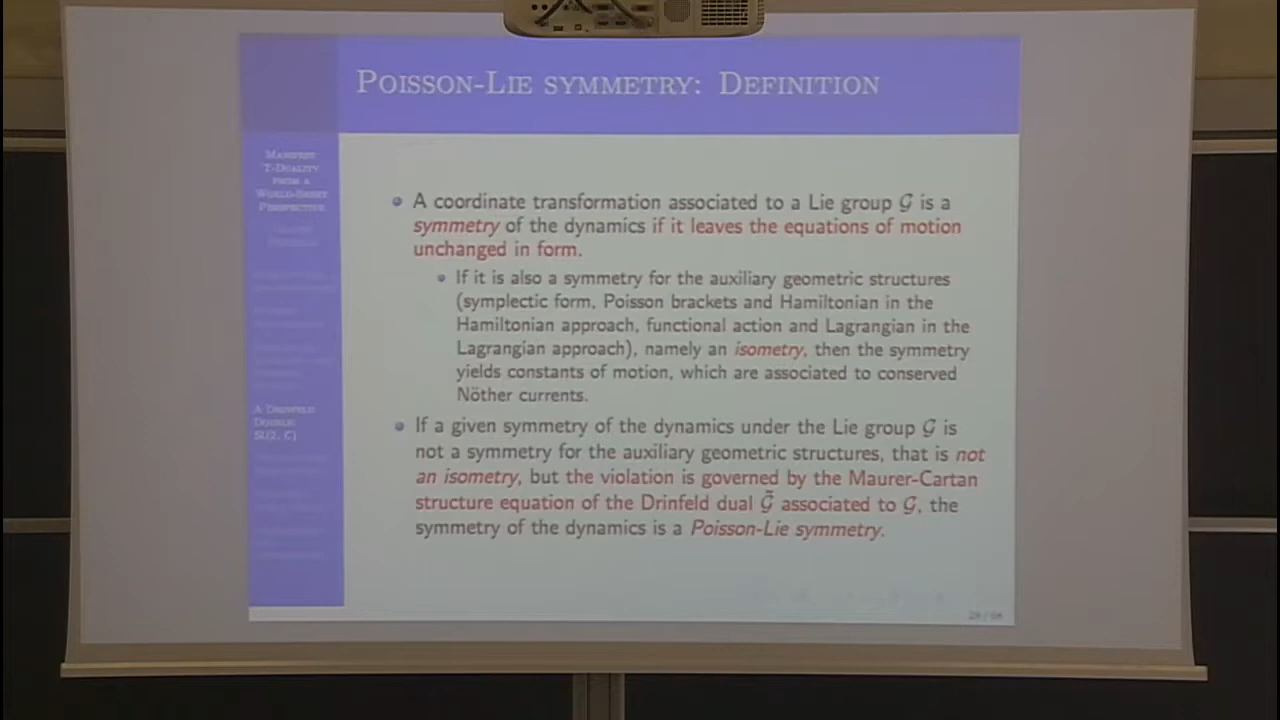 POISSON-LIE SYMMETRY: DEFINITION
MANIFEST
T-DUALITY
FROM A
WORLD-SHEET
PERSPECTIVE
A DRINFELD
DOUBLE:
Sl(2, C)
• A coordinate transformation associated to a Lie group 𝒢 is a
symmetry of the dynamics if it leaves the equations of motion
unchanged in form.
• If it is also a symmetry for the auxiliary geometric structures
(symplectic form, Poisson brackets and Hamiltonian in the
Hamiltonian approach, functional action and Lagrangian in the
Lagrangian approach), namely an isometry, then the symmetry
yields constants of motion, which are associated to conserved
Nöther currents.
• If a given symmetry of the dynamics under the Lie group 𝒢 is
not a symmetry for the auxiliary geometric structures, that is not
an isometry, but the violation is governed by the Maurer-Cartan
structure equation of the Drinfeld dual 𝒢̃ associated to 𝒢, the
symmetry of the dynamics is a Poisson-Lie symmetry.